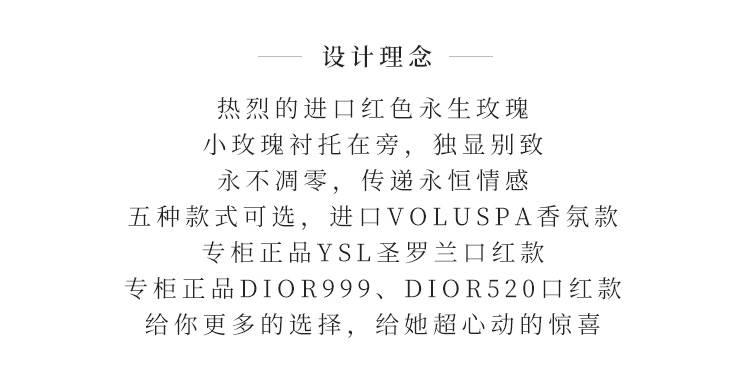 设计理念
热烈的进口红色永生玫瑰
小玫瑰衬托在旁，独显别致
永不凋零，传递永恒情感
五种款式可选，进口VOLUSPA香氛款
专柜正品YSL圣罗兰口红款
专柜正品DIOR999、DIOR520口红款
给你更多的选择，给她超心动的惊喜